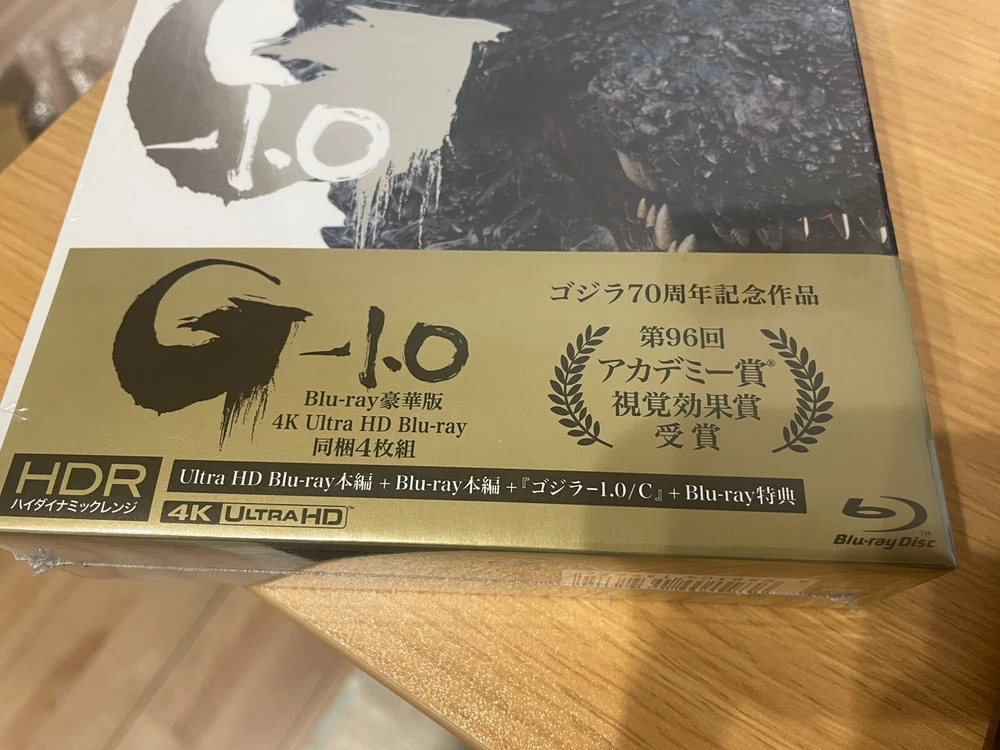 -1.0
G-1.0
Blu-ray豪華版
4K Ultra HD Blu-ray
同梱4枚組
ゴジラ70周年記念作品
第96回
アカデミー賞®
視覚効果賞
受賞
HDR
ハイダイナミックレンジ
Ultra HD Blu-ray本編 + Blu-ray本編 +『ゴジラ-1.0/C』+ Blu-ray特典
4K ULTRA HD™
Blu-ray Disc™